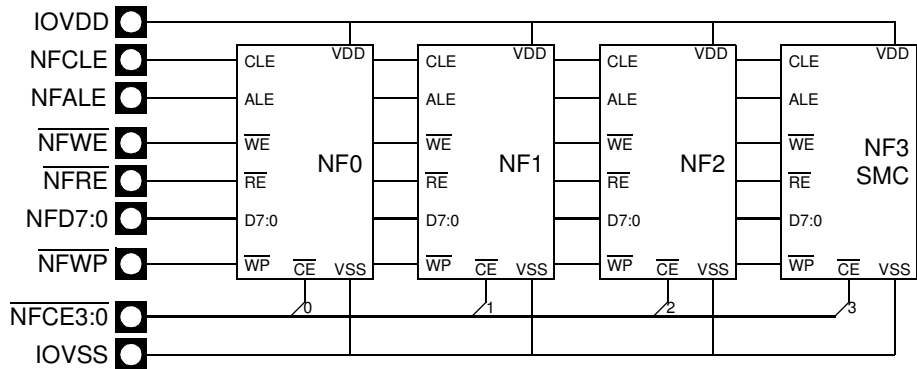 IOVDD
NFCLE
NFALE
NFWE
NFRE
NFD7:0
NFWP
NFCE3:0
IOVSS
VDD
CLE
ALE
WE
RE
D7:0
WP
CE
VSS
NF0
0
VDD
CLE
ALE
WE
RE
D7:0
WP
CE
VSS
NF1
1
VDD
CLE
ALE
WE
RE
D7:0
WP
CE
VSS
NF2
2
VDD
CLE
ALE
WE
RE
D7:0
WP
CE
VSS
NF3
SMC
3